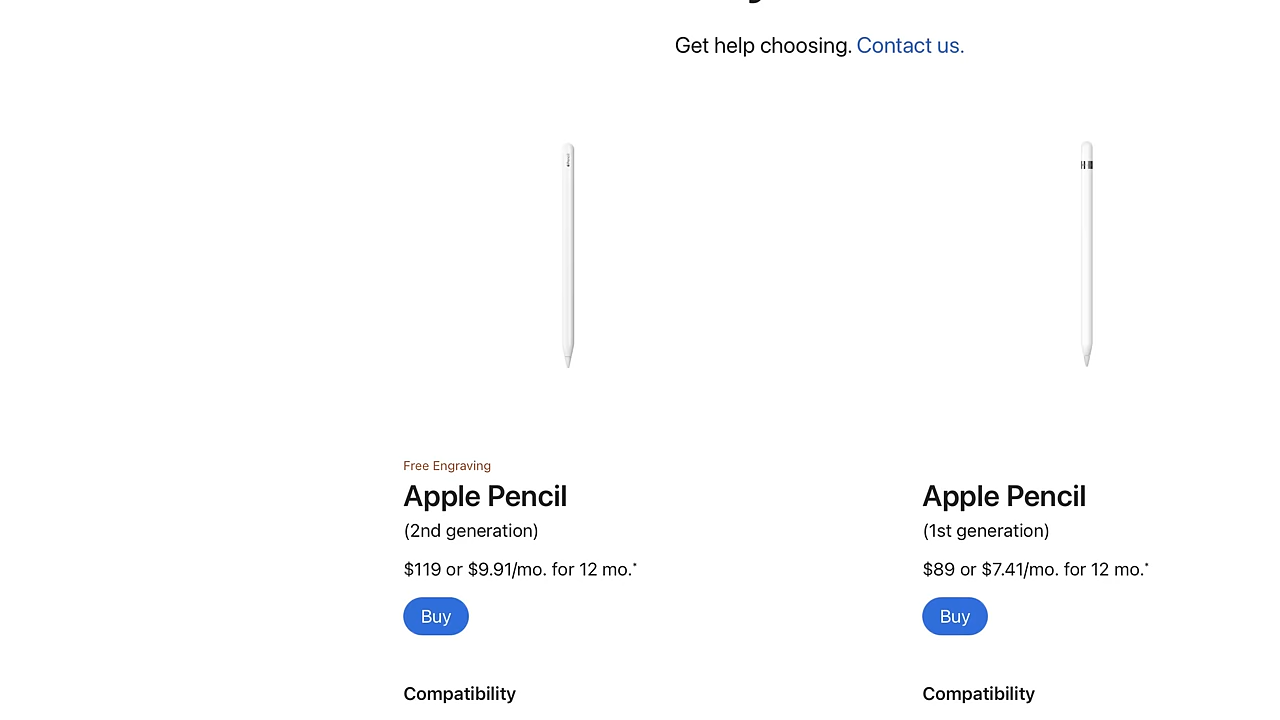 Get help choosing. Contact us.
Free Engraving
Apple Pencil
(2nd generation)
$119 or $9.91/mo. for 12 mo.*
Buy
Compatibility
Apple Pencil
(1st generation)
$89 or $7.41/mo. for 12 mo.*
Buy
Compatibility